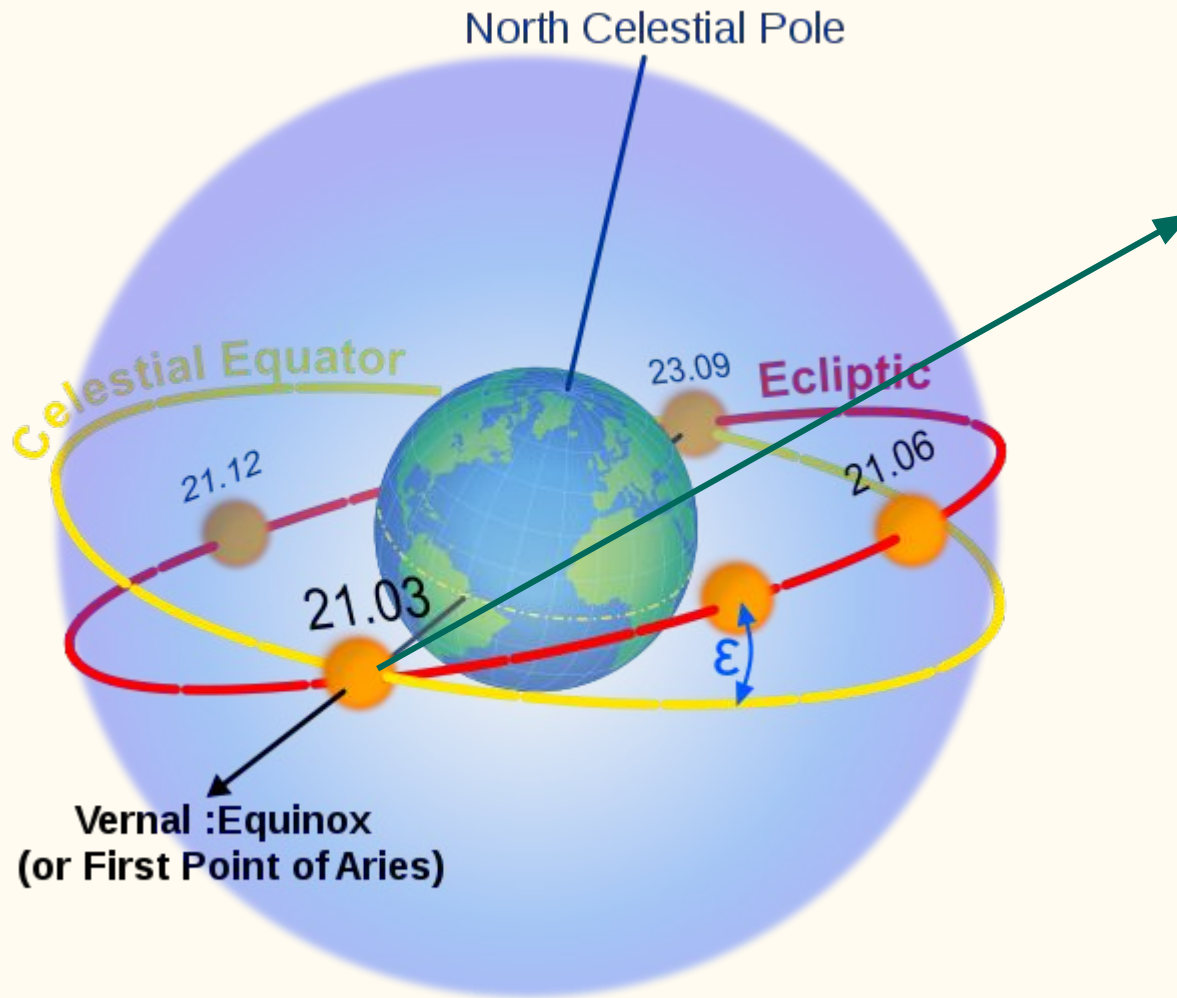 North Celestial Pole
Celestial Equator
23.09
Ecliptic
21.06
21.12
21.03
ε
Vernal :Equinox
(or First Point of Aries)